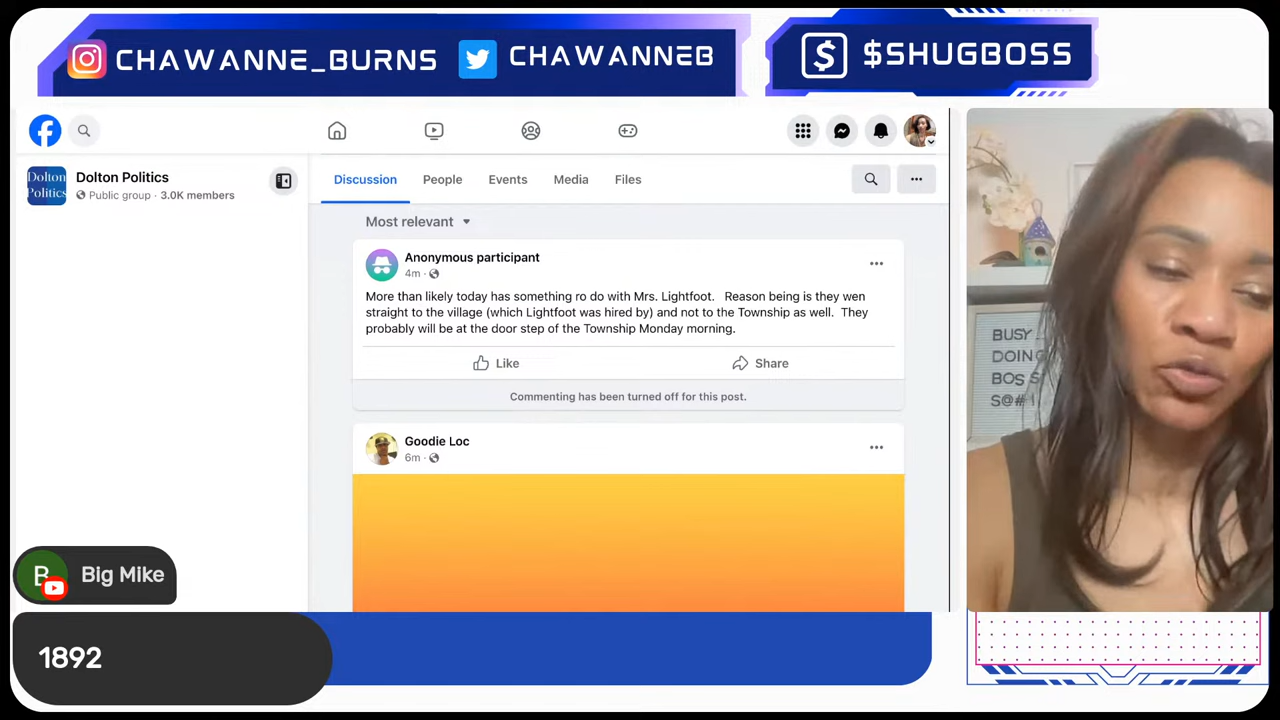 CHAWANNE_BURNS
CHAWANNEB
$SHUGBOSS
Dolton Politics
Dolton Politics
Public group · 3.0K members
Discussion
People
Events
Media
Files
Most relevant
Anonymous participant
4m ·
More than likely today has something ro do with Mrs. Lightfoot. Reason being is they wen
straight to the village (which Lightfoot was hired by) and not to the Township as well. They
probably will be at the door step of the Township Monday morning.
Like
Share
Commenting has been turned off for this post.
Goodie Loc
6m ·
BUSY
DOING
BOS S
S@# !
B
Big Mike
1892